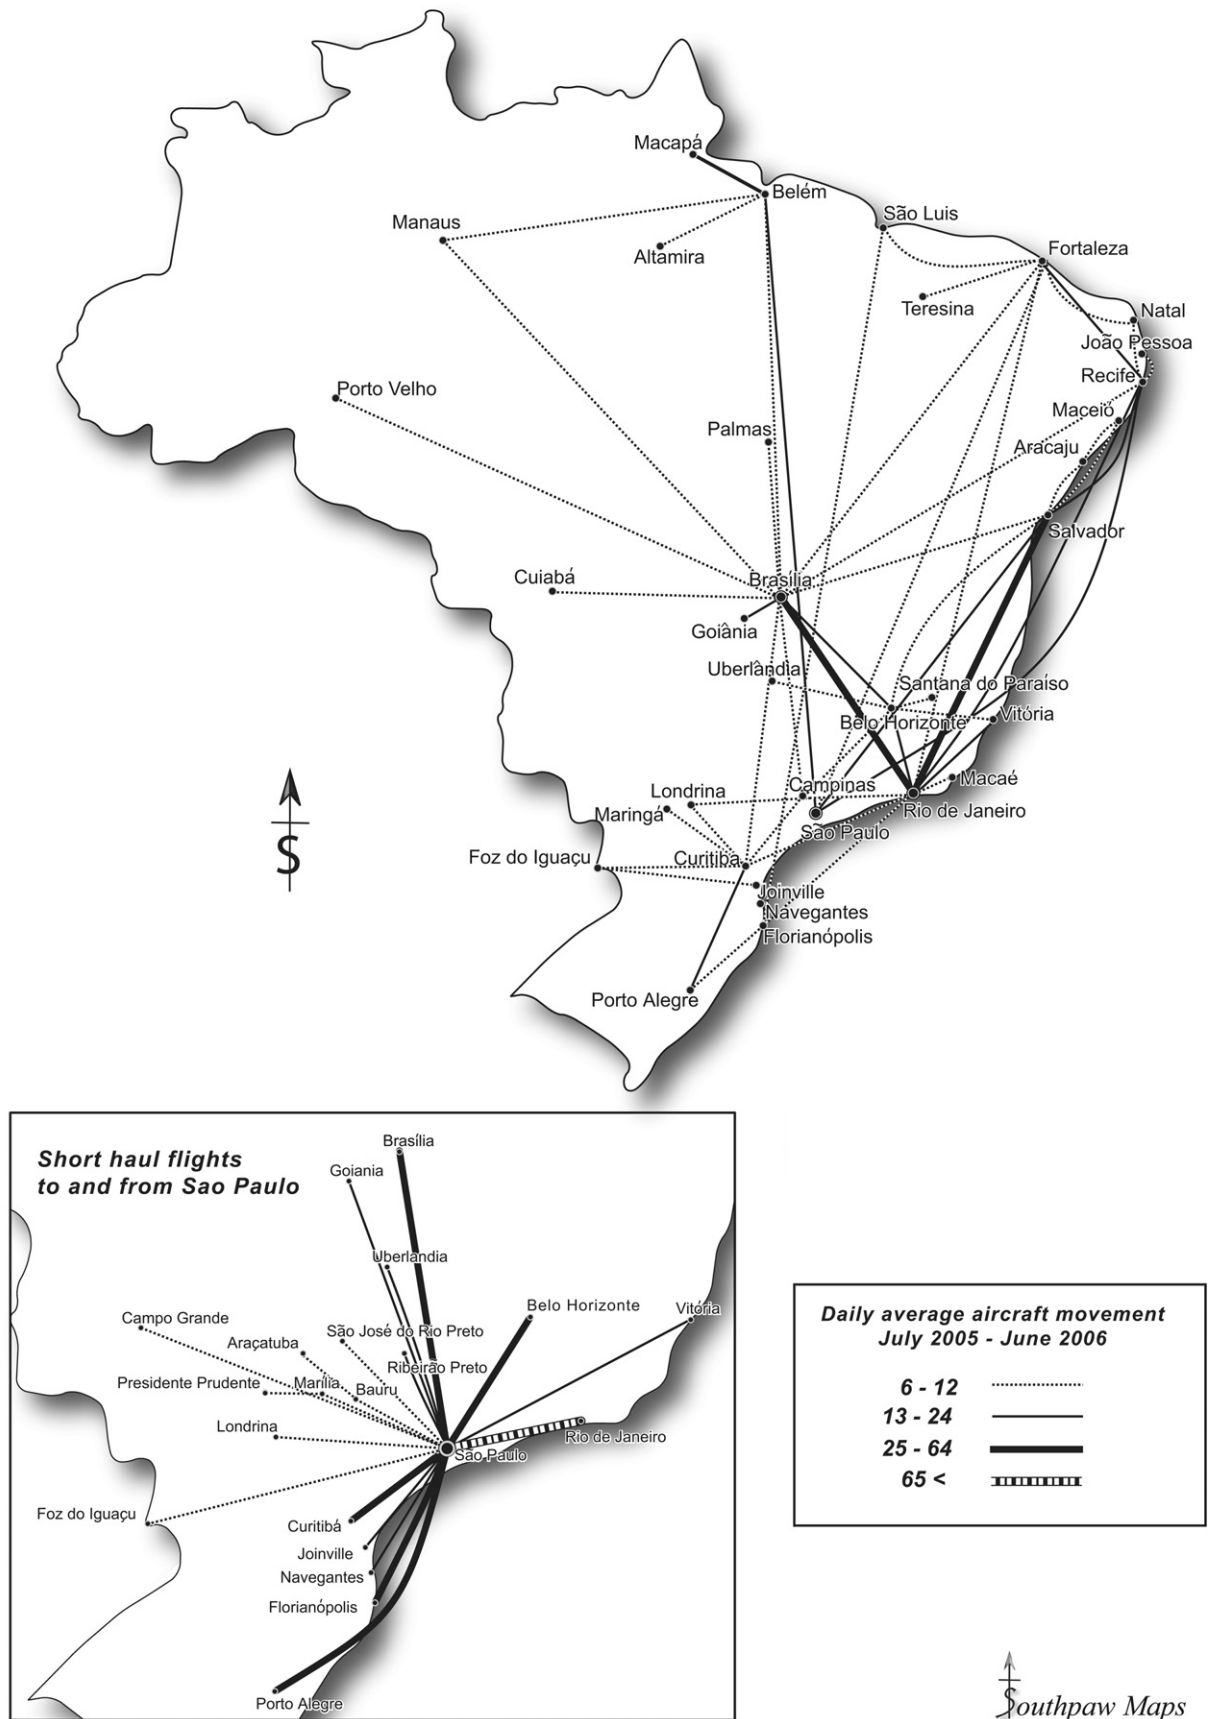 Macapá
Belém
São Luis
Manaus
Altamira
Fortaleza
Teresina
Natal
João Pessoa
Recife
Porto Velho
Maceió
Palmas
Aracaju
Salvador
Cuiabá
Brasília
Goiânia
Uberlândia
Santana do Paraíso
Belo Horizonte
Vitória
Londrina
Campinas
Macaé
Maringá
Rio de Janeiro
São Paulo
S
Foz do Iguaçu
Curitiba
Joinville
Navegantes
Florianópolis
Porto Alegre
Short haul flights
to and from Sao Paulo
Brasília
Goiania
Uberlandia
Campo Grande
Belo Horizonte
Vitória
São José do Rio Preto
Araçatuba
Ribeirão Preto
Presidente Prudente
Marília
Bauru
Londrina
Rio de Janeiro
Sao Paulo
Foz do Iguaçu
Curitibá
Joinville
Navegantes
Florianópolis
Porto Alegre
Daily average aircraft movement
July 2005 - June 2006
6 - 12
13 - 24
25 - 64
65 <
Southpaw Maps